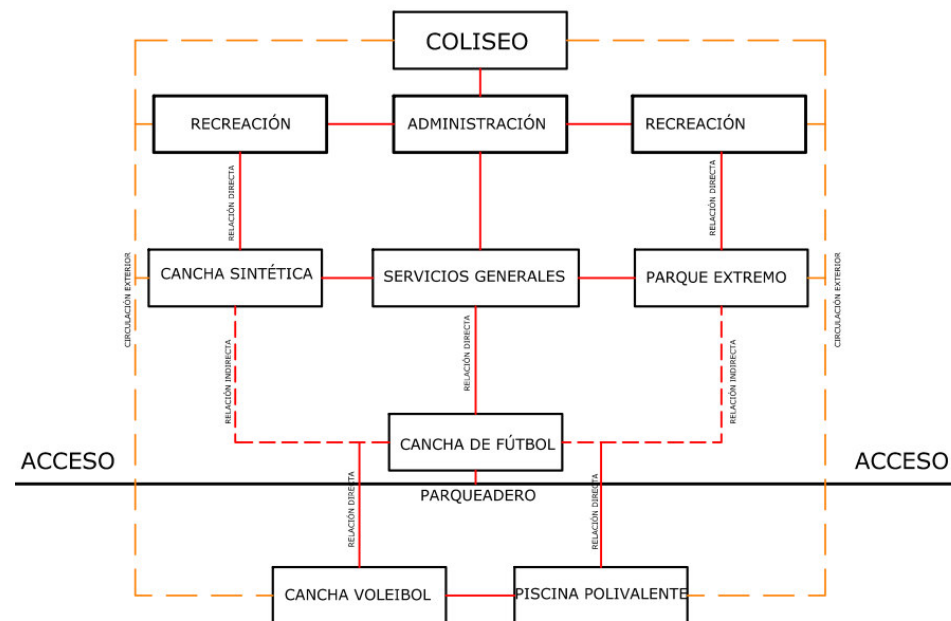 COLISEO
RECREACIÓN
ADMINISTRACIÓN
RECREACIÓN
RELACIÓN DIRECTA
RELACIÓN DIRECTA
CANCHA SINTÉTICA
SERVICIOS GENERALES
PARQUE EXTREMO
CIRCULACIÓN EXTERIOR
CIRCULACIÓN EXTERIOR
RELACIÓN INDIRECTA
RELACIÓN DIRECTA
RELACIÓN INDIRECTA
CANCHA DE FÚTBOL
ACCESO
ACCESO
PARQUEADERO
RELACIÓN DIRECTA
RELACIÓN DIRECTA
CANCHA VOLEIBOL
PISCINA POLIVALENTE